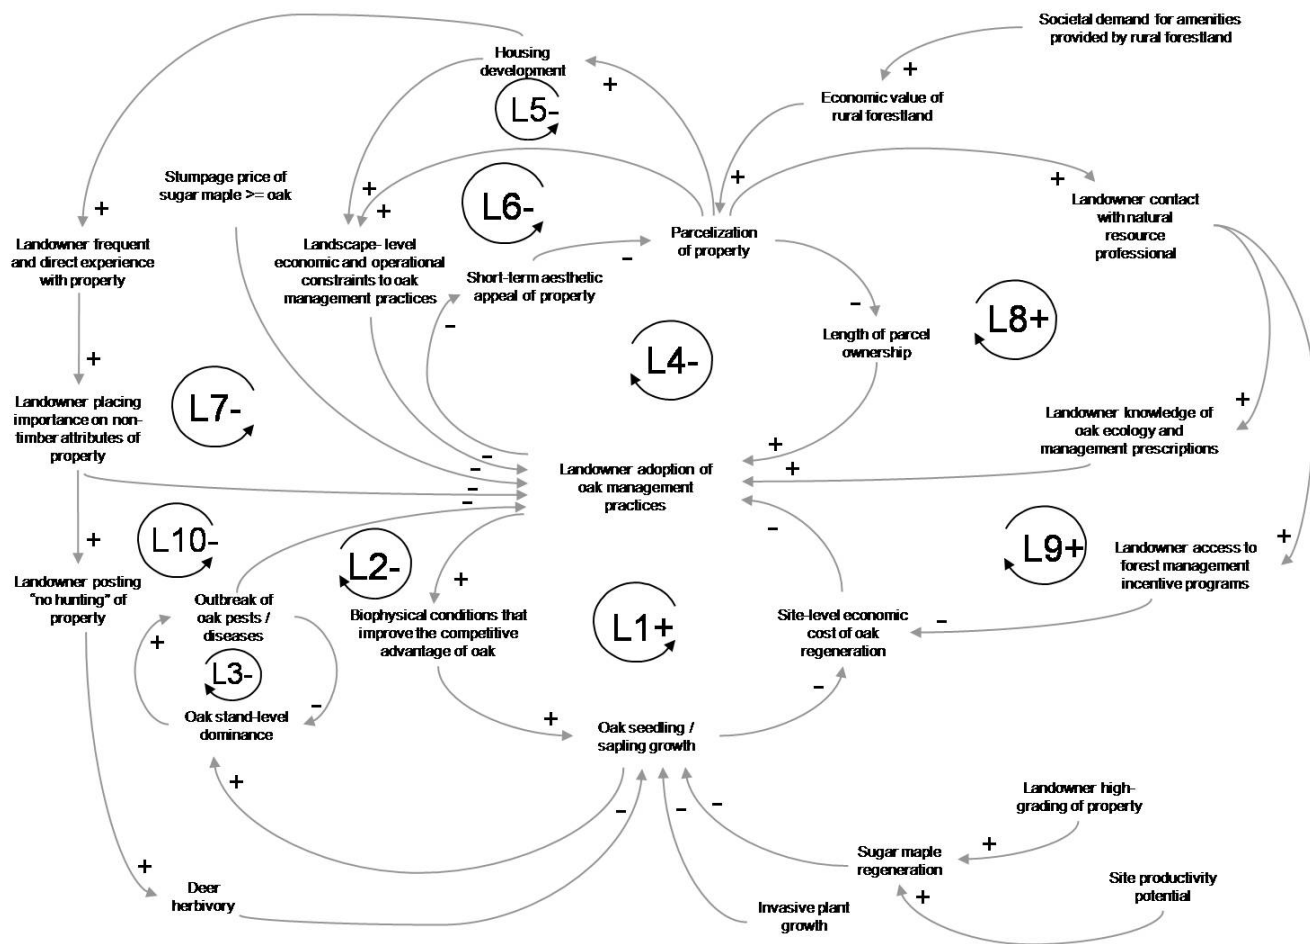 Societal demand for amenities
provided by rural forestland
+
Economic value of
rural forestland
Housing
development
+
L5-
Stumpage price of
sugar maple >= oak
+
+
L6-
+
+
Landowner frequent
and direct experience
with property
+
Landscape- level
economic and operational
constraints to oak
management practices
Short-term aesthetic
appeal of property
–
–
Parcelization
of property
+
Landowner contact
with natural
resource
professional
–
Length of parcel
ownership
L8+
L4-
+
Landowner placing
importance on non-
timber attributes of
property
L7-
Landowner knowledge of
oak ecology and
management prescriptions
+
Landowner adoption of
oak management
practices
–
–
–
–
+
+
–
+
Landowner posting
"no hunting" of
property
L10-
Outbreak of
oak pests /
diseases
L2-
+
Biophysical conditions that
improve the competitive
advantage of oak
L1+
Site-level economic
cost of oak
regeneration
L9+
Landowner access to
forest management
incentive programs
+
–
+
L3-
–
Oak stand-level
dominance
+
Oak seedling /
sapling growth
–
+
–
–
–
Landowner high-
grading of property
+
Sugar maple
regeneration
+
Site productivity
potential
+
Deer
herbivory
Invasive plant
growth